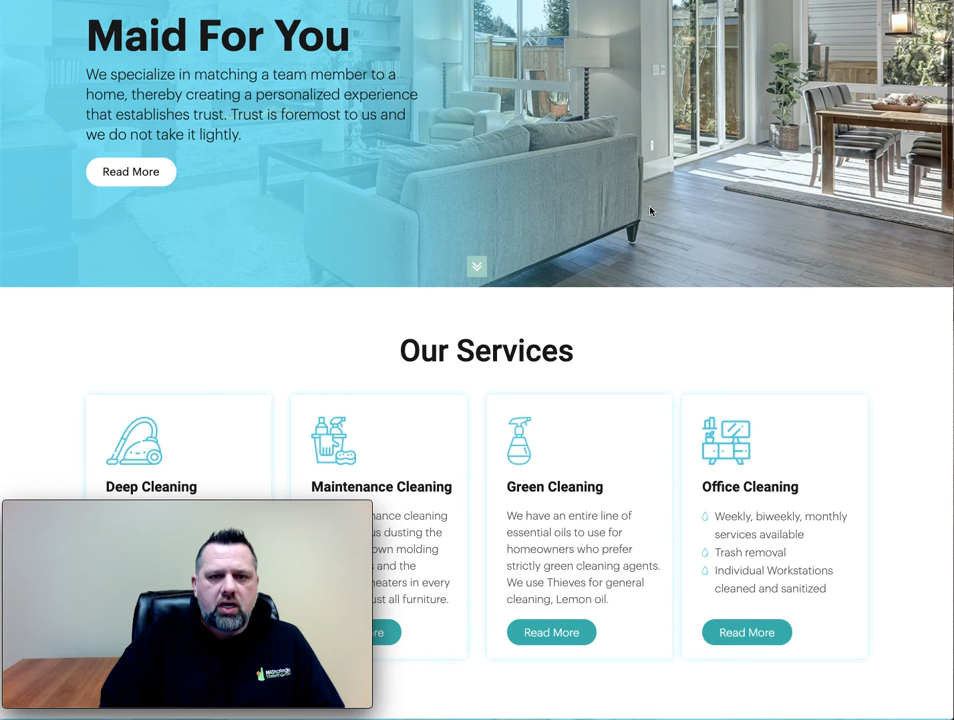 Maid For You
We specialize in matching a team member to a
home, thereby creating a personalized experience
that establishes trust. Trust is foremost to us and
we do not take it lightly.
Read More
Our Services
Deep Cleaning
Maintenance Cleaning
nance cleaning
us dusting the
own molding
s and the
heaters in every
ust all furniture.
re
Green Cleaning
We have an entire line of
essential oils to use for
homeowners who prefer
strictly green cleaning agents.
We use Thieves for general
cleaning, Lemon oil.
Read More
Office Cleaning
Weekly, biweekly, monthly
services available
Trash removal
Individual Workstations
cleaned and sanitized
Read More